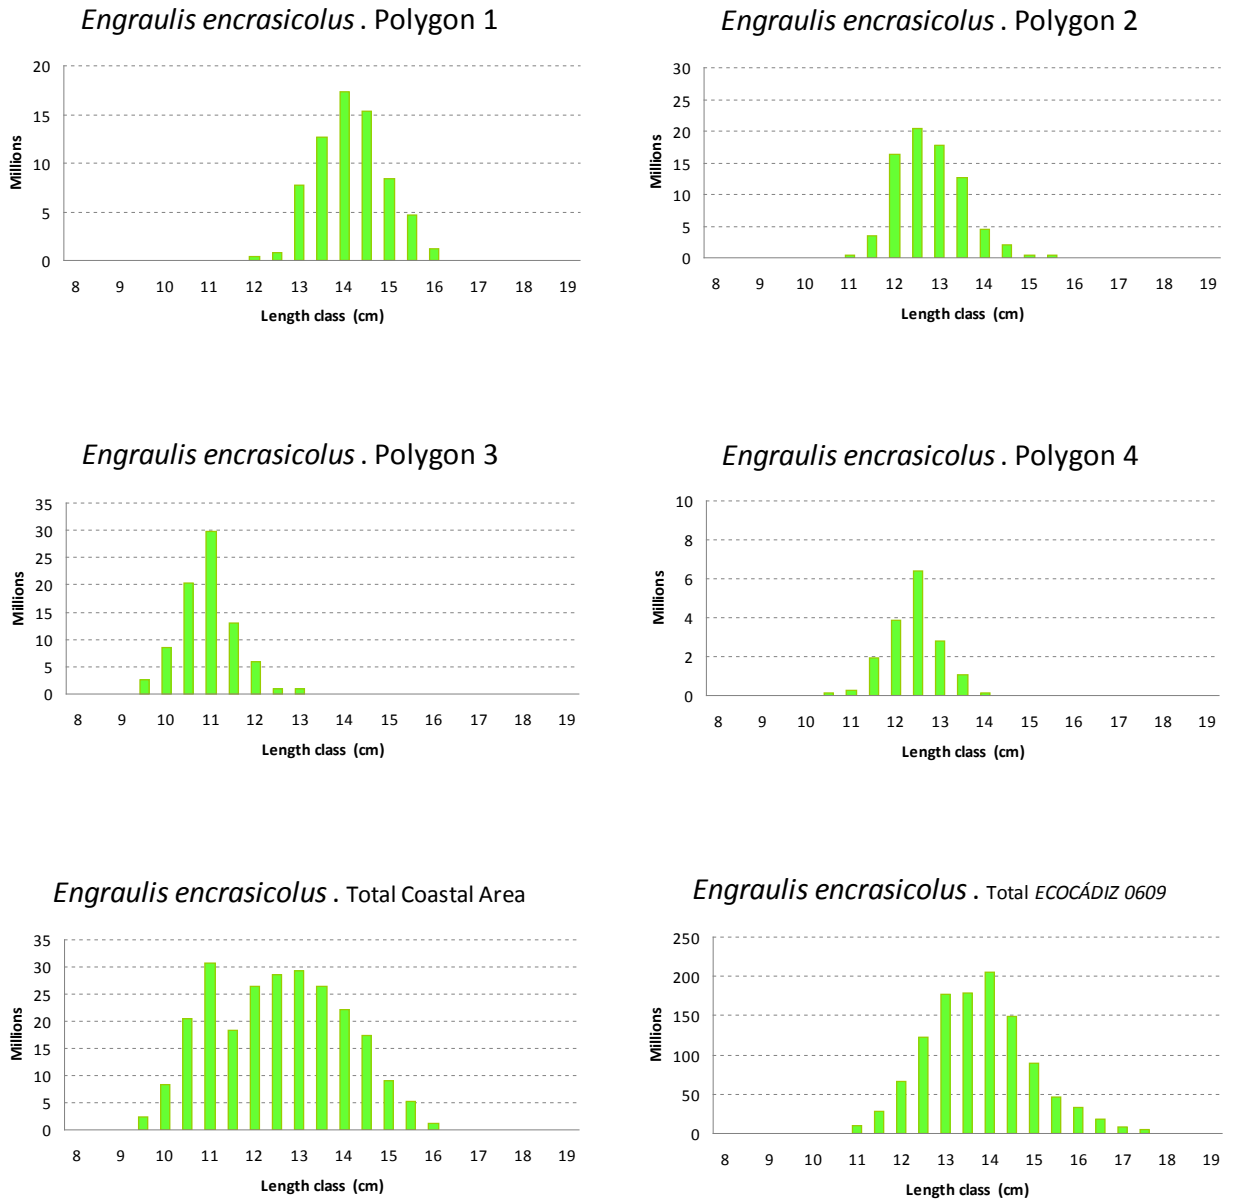 Engraulis encrasicolus . Polygon 1
20
15
10
5
0
Millions
8 9 10 11 12 13 14 15 16 17 18 19
Length class (cm)
Engraulis encrasicolus . Polygon 2
30
25
20
15
10
5
0
Millions
8 9 10 11 12 13 14 15 16 17 18 19
Length class (cm)
Engraulis encrasicolus . Polygon 3
35
30
25
20
15
10
5
0
Millions
8 9 10 11 12 13 14 15 16 17 18 19
Length class (cm)
Engraulis encrasicolus . Polygon 4
10
8
6
4
2
0
Millions
8 9 10 11 12 13 14 15 16 17 18 19
Length class (cm)
Engraulis encrasicolus . Total Coastal Area
35
30
25
20
15
10
5
0
Millions
8 9 10 11 12 13 14 15 16 17 18 19
Length class (cm)
Engraulis encrasicolus . Total ECOCÁDIZ 0609
250
200
150
100
50
0
Millions
8 9 10 11 12 13 14 15 16 17 18 19
Length class (cm)